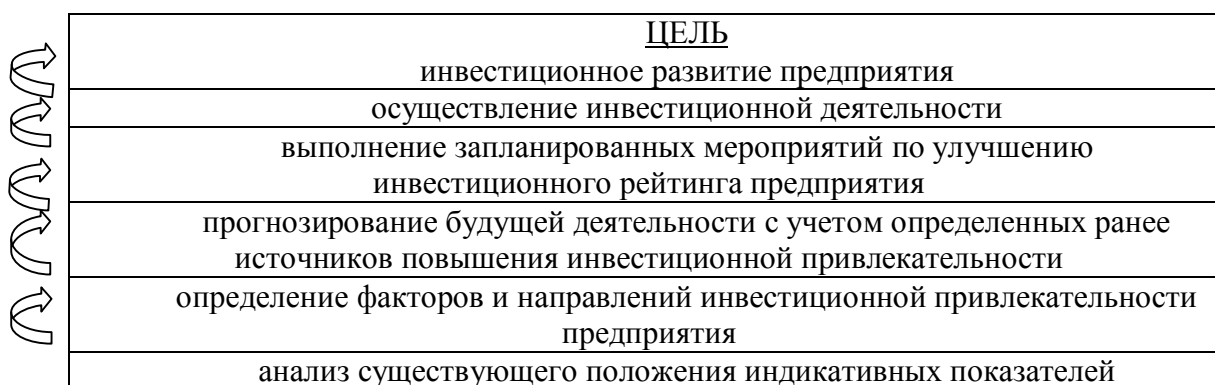 ЦЕЛЬ
инвестиционное развитие предприятия
осуществление инвестиционной деятельности
выполнение запланированных мероприятий по улучшению
инвестиционного рейтинга предприятия
прогнозирование будущей деятельности с учетом определенных ранее
источников повышения инвестиционной привлекательности
определение факторов и направлений инвестиционной привлекательности
предприятия
анализ существующего положения индикативных показателей